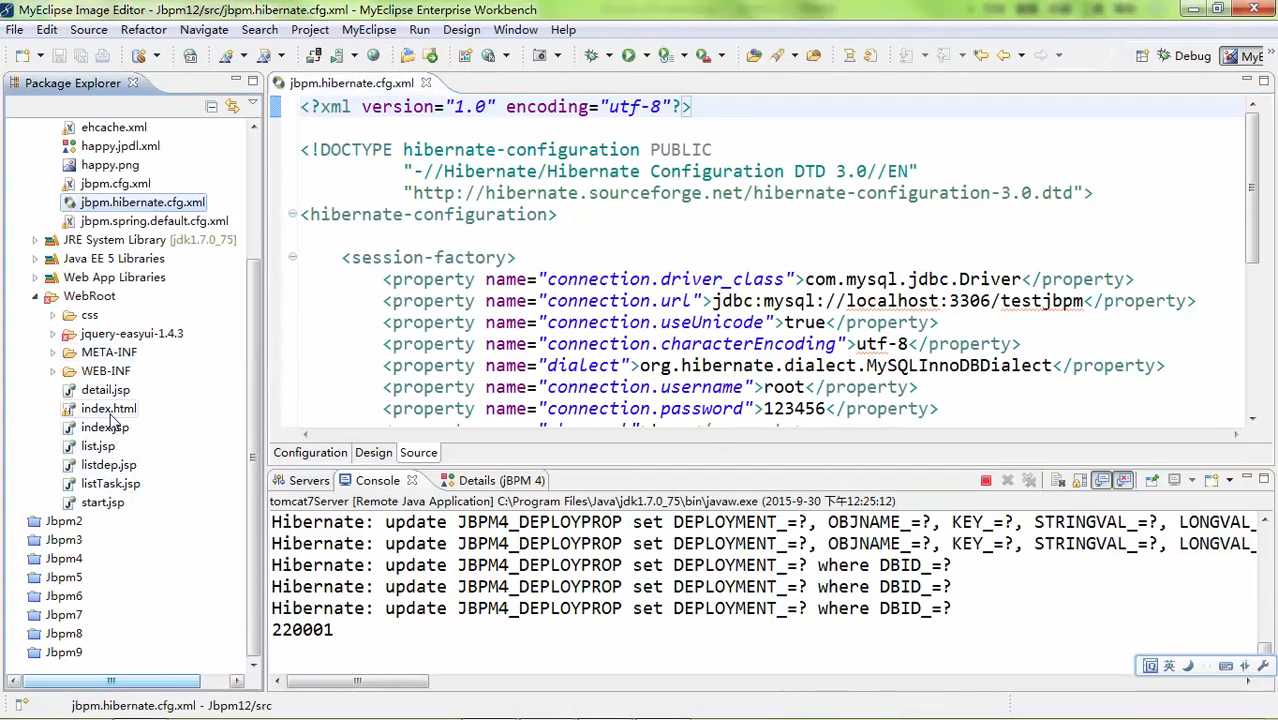 MyEclipse Image Editor - Jbpm12/src/jbpm.hibernate.cfg.xml - MyEclipse Enterprise Workbench
File Edit Source Refactor Navigate Search Project MyEclipse Run Design Window Help
Debug MyE
Package Explorer
ehcache.xml
happy.jpdl.xml
happy.png
jbpm.cfg.xml
jbpm.hibernate.cfg.xml
jbpm.spring.default.cfg.xml
JRE System Library [jdk1.7.0_75]
Java EE 5 Libraries
Web App Libraries
WebRoot
css
jquery-easyui-1.4.3
META-INF
WEB-INF
detail.jsp
index.html
index.jsp
list.jsp
listdep.jsp
listTask.jsp
start.jsp
Jbpm2
Jbpm3
Jbpm4
Jbpm5
Jbpm6
Jbpm7
Jbpm8
Jbpm9
jbpm.hibernate.cfg.xml
<?xml version="1.0" encoding="utf-8"?>
<!DOCTYPE hibernate-configuration PUBLIC
"-//Hibernate/Hibernate Configuration DTD 3.0//EN"
"http://hibernate.sourceforge.net/hibernate-configuration-3.0.dtd">
<hibernate-configuration>
<session-factory>
<property name="connection.driver_class">com.mysql.jdbc.Driver</property>
<property name="connection.url">jdbc:mysql://localhost:3306/testjbpm</property>
<property name="connection.useUnicode">true</property>
<property name="connection.characterEncoding">utf-8</property>
<property name="dialect">org.hibernate.dialect.MySQLInnoDBDialect</property>
<property name="connection.username">root</property>
<property name="connection.password">123456</property>
Configuration Design Source
Servers Console Details (jBPM 4)
tomcat7Server [Remote Java Application] C:\Program Files\Java\jdk1.7.0_75\bin\javaw.exe (2015-9-30 下午12:25:12)
Hibernate: update JBPM4_DEPLOYPROP set DEPLOYMENT_=?, OBJNAME_=?, KEY_=?, STRINGVAL_=?, LONGVAL_
Hibernate: update JBPM4_DEPLOYPROP set DEPLOYMENT_=?, OBJNAME_=?, KEY_=?, STRINGVAL_=?, LONGVAL_
Hibernate: update JBPM4_DEPLOYPROP set DEPLOYMENT_=? where DBID_=?
Hibernate: update JBPM4_DEPLOYPROP set DEPLOYMENT_=? where DBID_=?
Hibernate: update JBPM4_DEPLOYPROP set DEPLOYMENT_=? where DBID_=?
220001
英
jbpm.hibernate.cfg.xml - Jbpm12/src